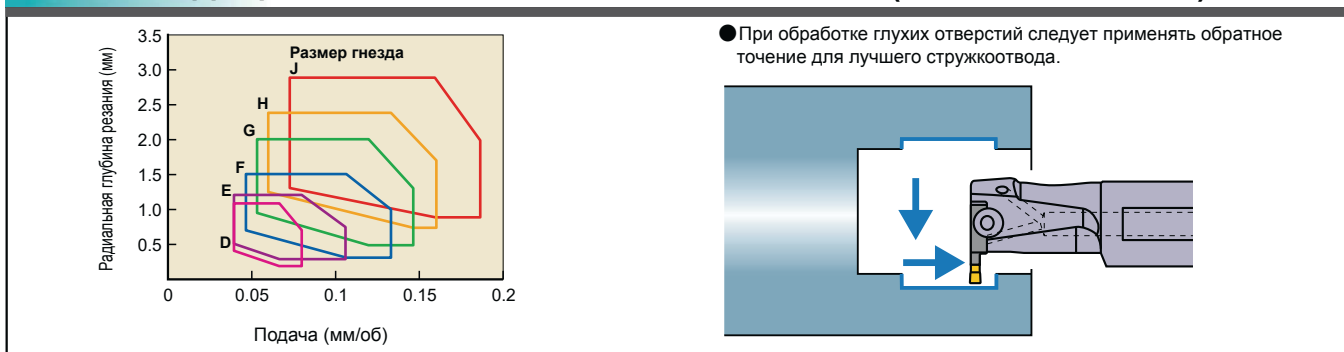 3.5
Размер гнезда
J
3.0
H
2.5
G
2.0
F
1.5
E
1.0
D
0.5
0 0.05 0.1 0.15 0.2
Радиальная глубина резания (мм)
Подача (мм/об)
●При обработке глухих отверстий следует применять обратное
точение для лучшего стружкоотвода.